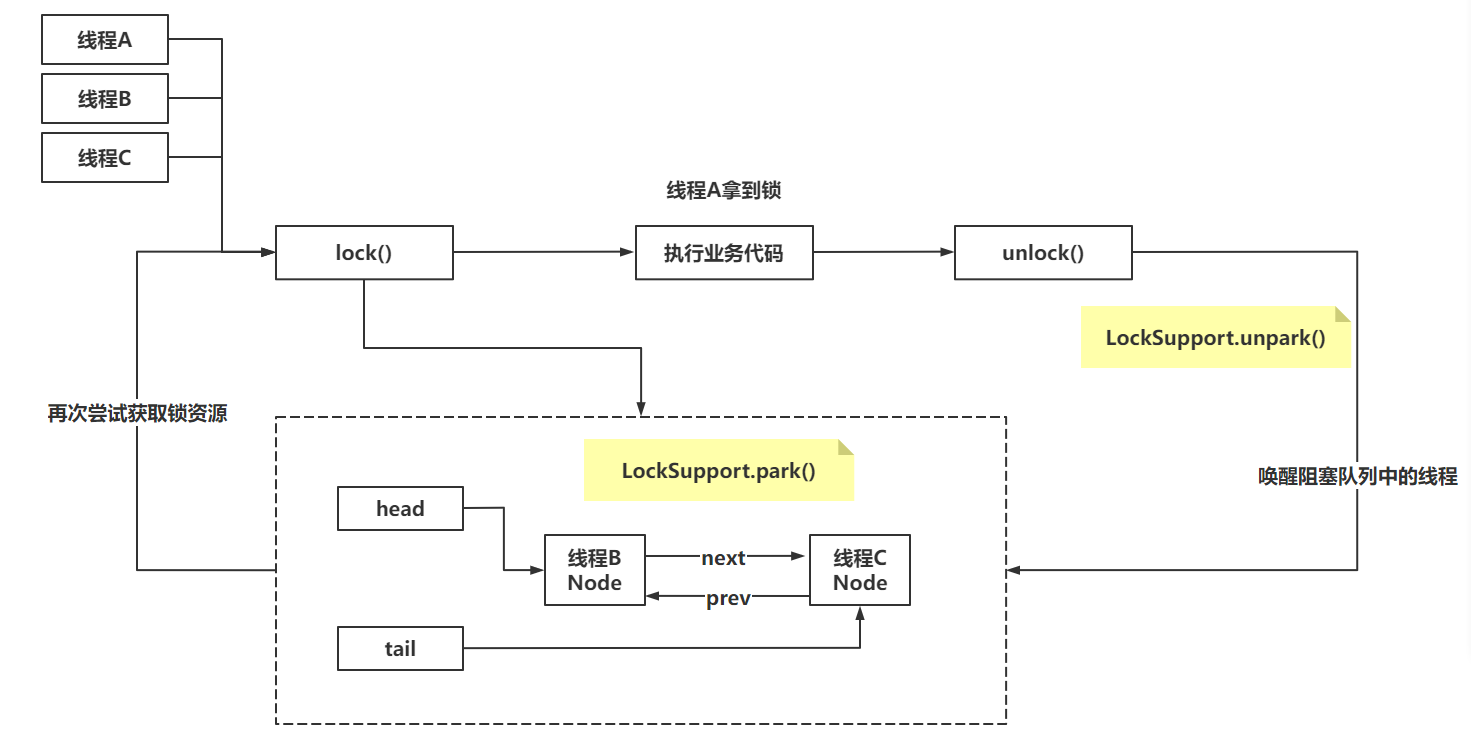 线程A
线程B
线程C
线程A拿到锁
lock()
执行业务代码
unlock()
LockSupport.unpark()
再次尝试获取锁资源
LockSupport.park()
唤醒阻塞队列中的线程
head
线程B
Node
next
prev
线程C
Node
tail